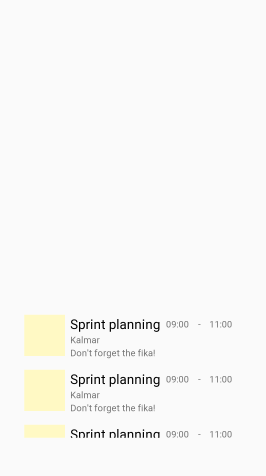 Sprint planning 09:00 - 11:00
Kalmar
Don't forget the fika!
Sprint planning 09:00 - 11:00
Kalmar
Don't forget the fika!
Sprint planning 09:00 - 11:00